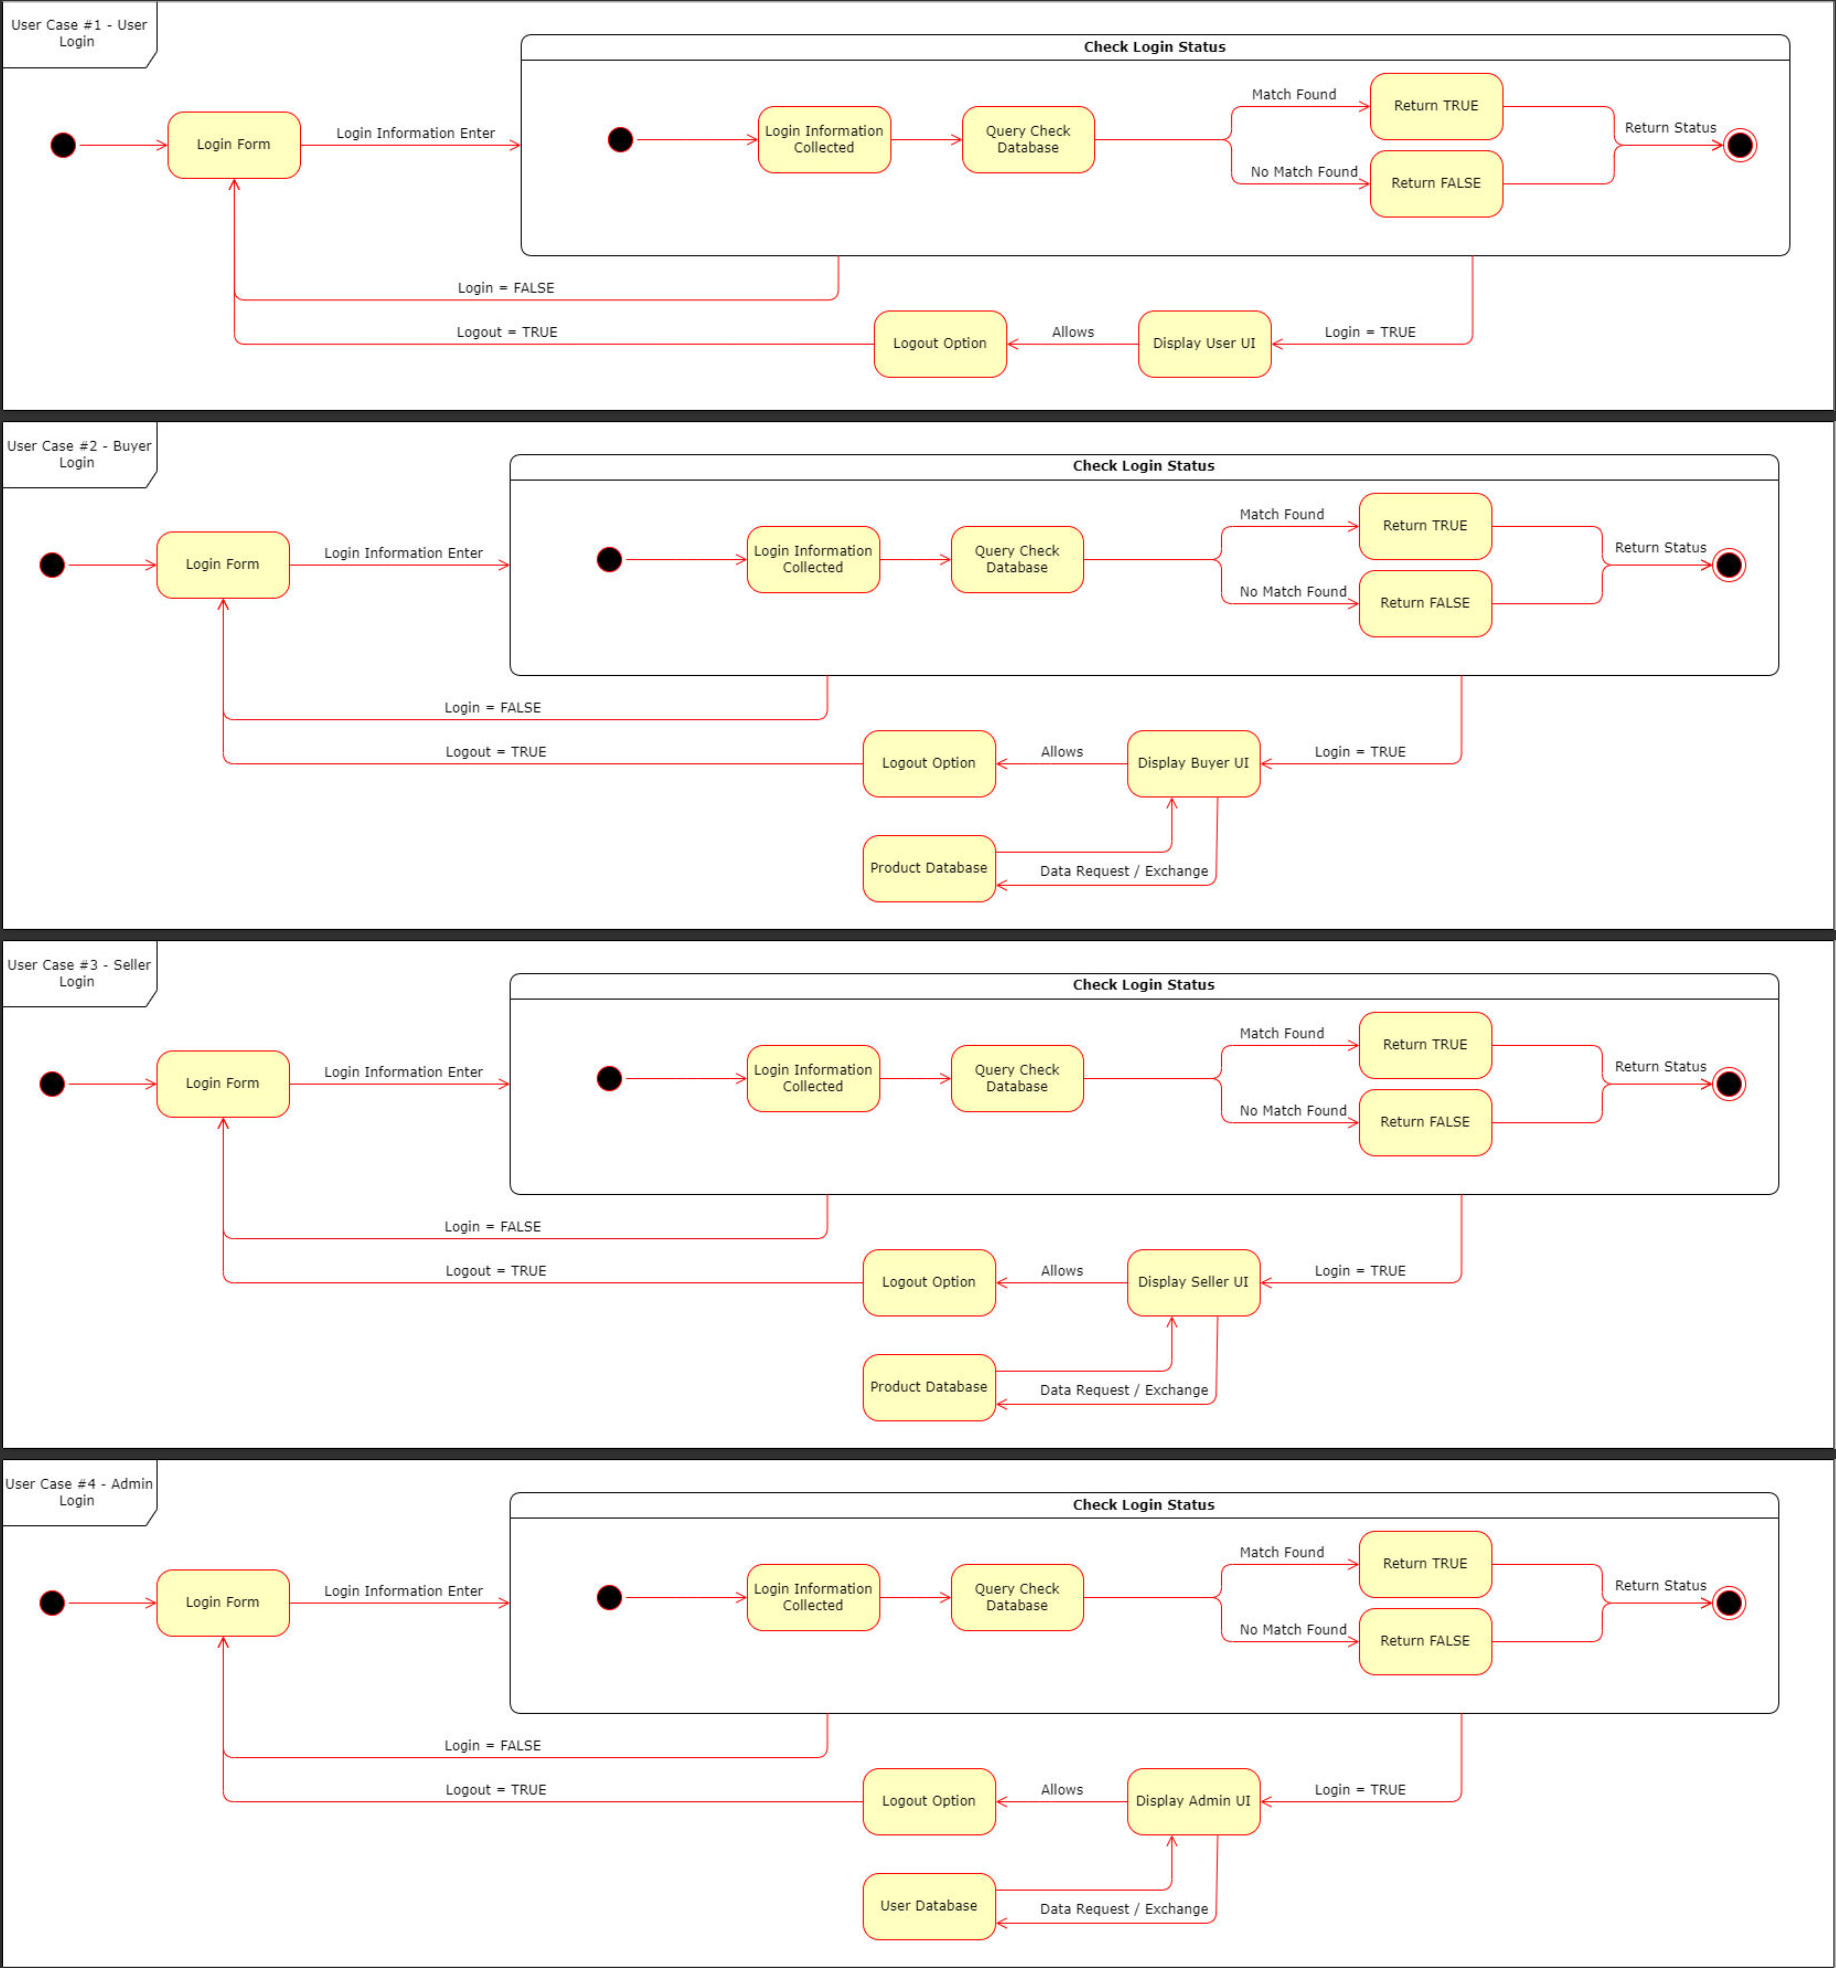 User Case #1 - User
Login
Check Login Status
Match Found
Return TRUE
Login Form
Login Information Enter
Login Information
Collected
Query Check
Database
Return Status
No Match Found
Return FALSE
Login = FALSE
Logout = TRUE
Logout Option
Allows
Display User UI
Login = TRUE
User Case #2 - Buyer
Login
Check Login Status
Match Found
Return TRUE
Login Form
Login Information Enter
Login Information
Collected
Query Check
Database
Return Status
No Match Found
Return FALSE
Login = FALSE
Logout = TRUE
Logout Option
Allows
Display Buyer UI
Login = TRUE
Product Database
Data Request / Exchange
User Case #3 - Seller
Login
Check Login Status
Match Found
Return TRUE
Login Form
Login Information Enter
Login Information
Collected
Query Check
Database
Return Status
No Match Found
Return FALSE
Login = FALSE
Logout = TRUE
Logout Option
Allows
Display Seller UI
Login = TRUE
Product Database
Data Request / Exchange
User Case #4 - Admin
Login
Check Login Status
Match Found
Return TRUE
Login Form
Login Information Enter
Login Information
Collected
Query Check
Database
Return Status
No Match Found
Return FALSE
Login = FALSE
Logout = TRUE
Logout Option
Allows
Display Admin UI
Login = TRUE
User Database
Data Request / Exchange